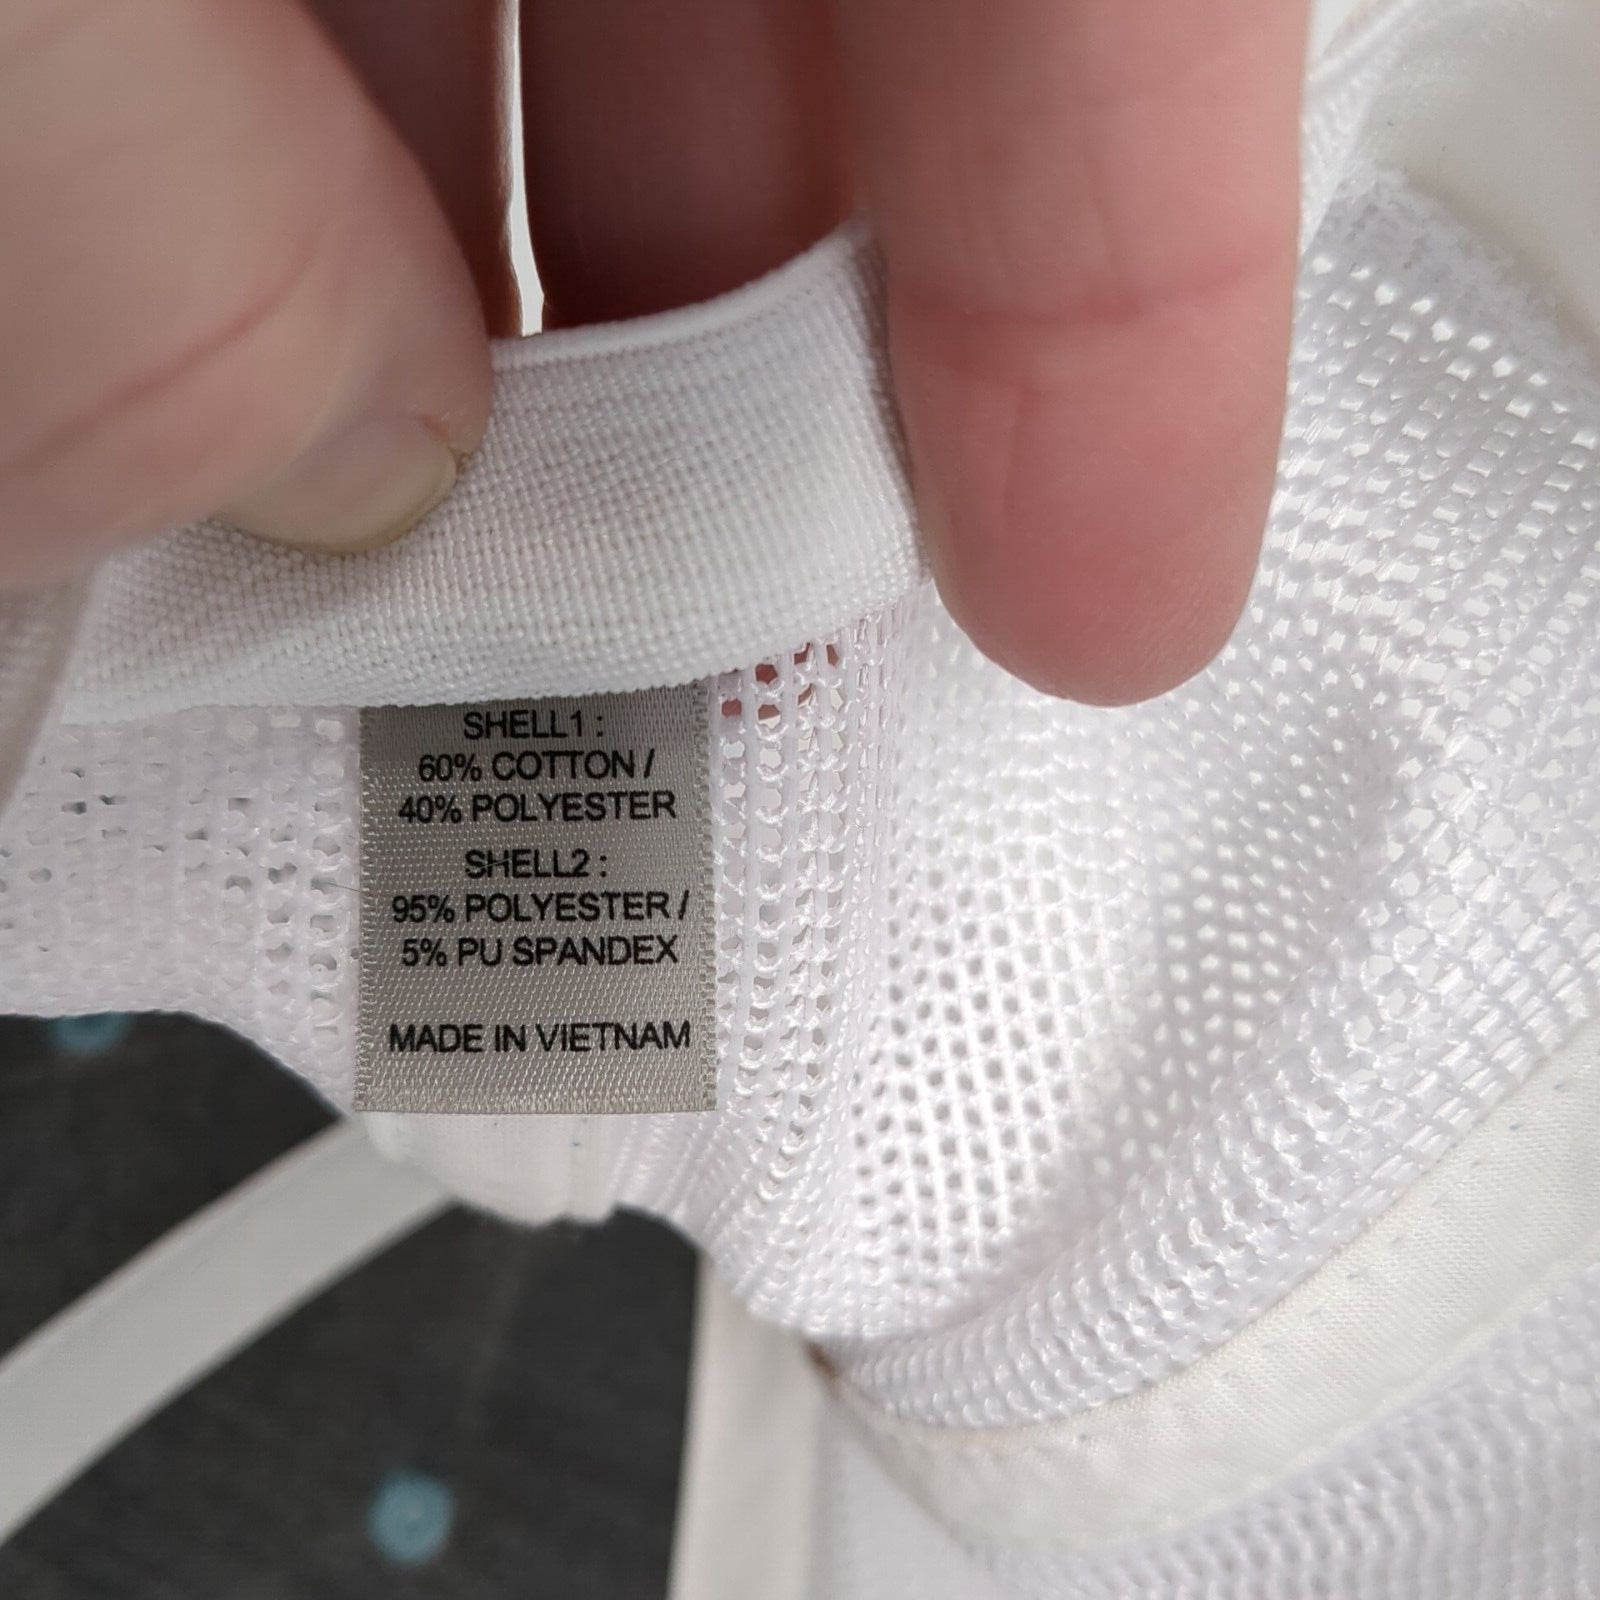 SHELL1 :
60% COTTON /
40% POLYESTER
SHELL2 :
95% POLYESTER /
5% PU SPANDEX
MADE IN VIETNAM